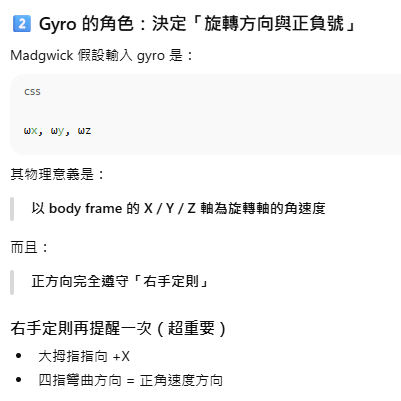 2 Gyro 的角色：決定「旋轉方向與正負號」
Madgwick 假設輸入 gyro 是：
css
ωx, ωy, ωz
其物理意義是：
以 body frame 的 X / Y / Z 軸為旋轉軸的角速度
而且：
正方向完全遵守「右手定則」
右手定則再提醒一次（超重要）
• 大拇指指向 +X
• 四指彎曲方向 = 正角速度方向